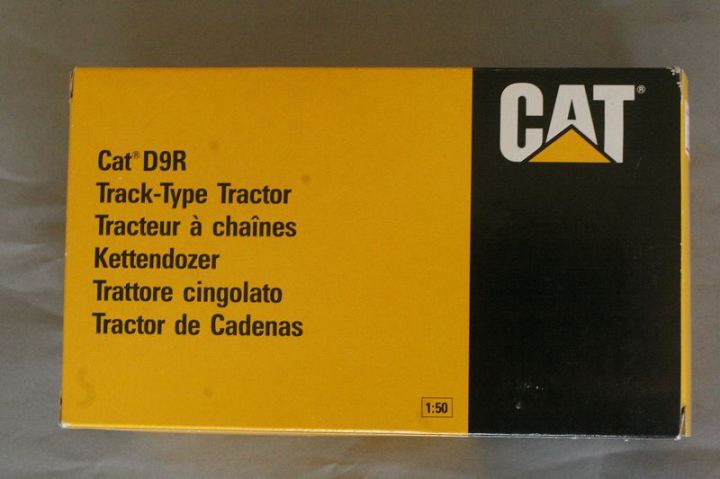 Cat® D9R
Track-Type Tractor
Tracteur à chaînes
Kettendozer
Trattore cingolato
Tractor de Cadenas
1:50
CAT®